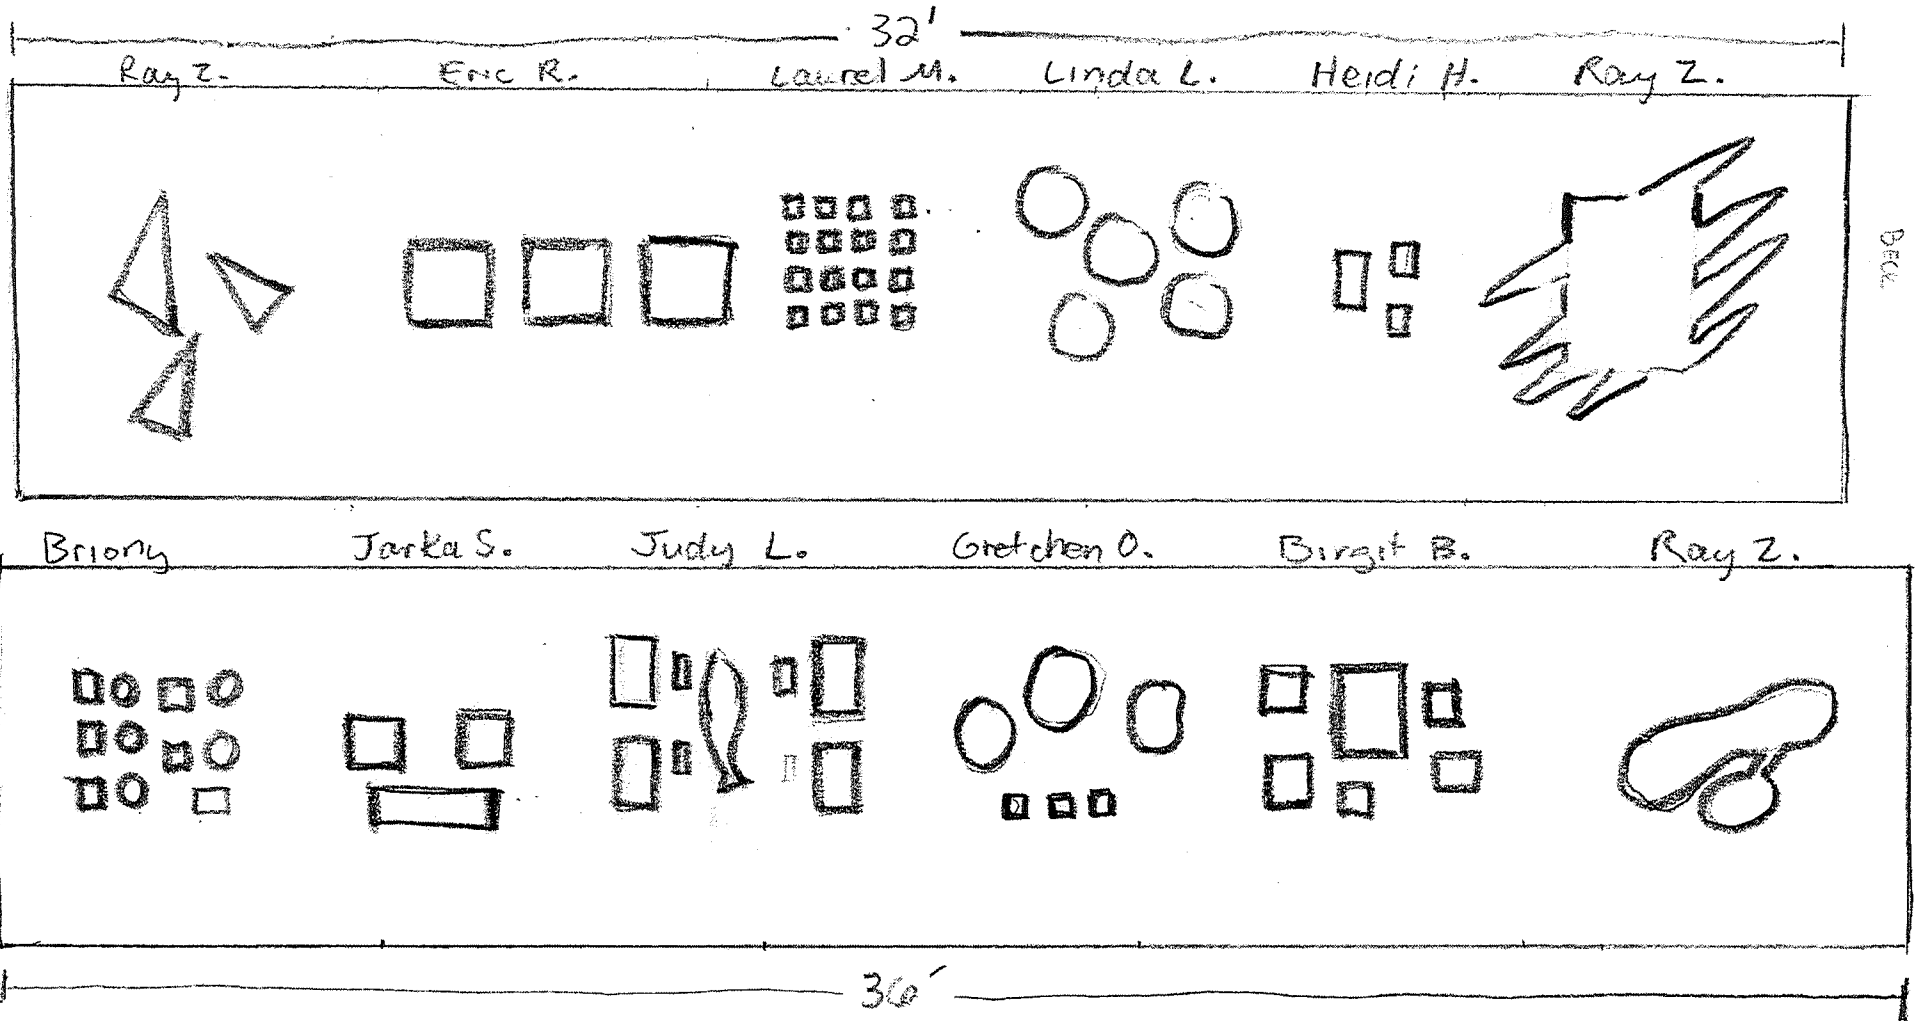 32'
Ray Z. Eric R. Laurel M. Linda L. Heidi H. Ray Z.
Briony Jarka S. Judy L. Gretchen O. Birgit B. Ray Z.
36'